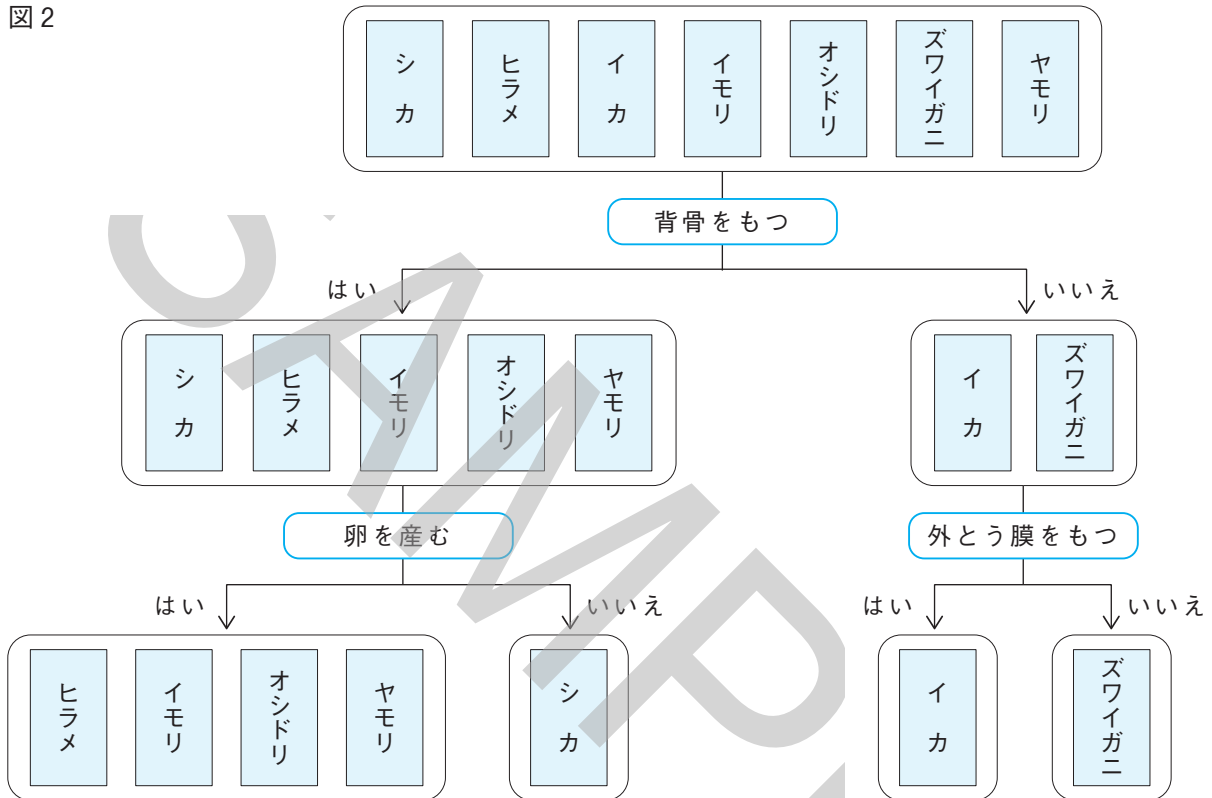 図2
シカ
ヒラメ
イカ
イモリ
オシドリ
ズワイガニ
ヤモリ
背骨をもつ
はい
いいえ
シカ
ヒラメ
イモリ
オシドリ
ヤモリ
イカ
ズワイガニ
卵を産む
外とう膜をもつ
はい
いいえ
はい
いいえ
ヒラメ
イモリ
オシドリ
ヤモリ
シカ
イカ
ズワイガニ
SAMP